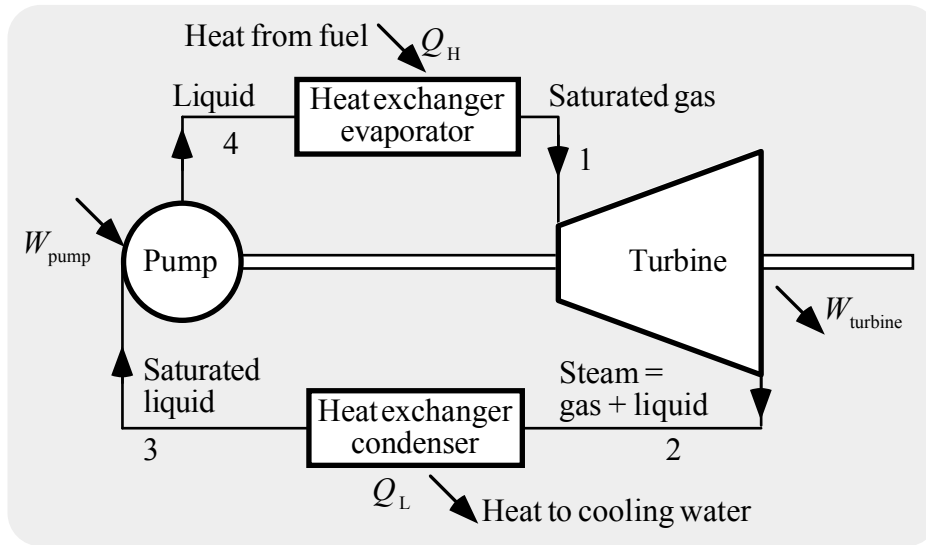 Heat from fuel
Q_H
Liquid
4
Heat exchanger
evaporator
Saturated gas
1
W_pump
Pump
Turbine
W_turbine
Saturated
liquid
3
Heat exchanger
condenser
Steam =
gas + liquid
2
Q_L
Heat to cooling water